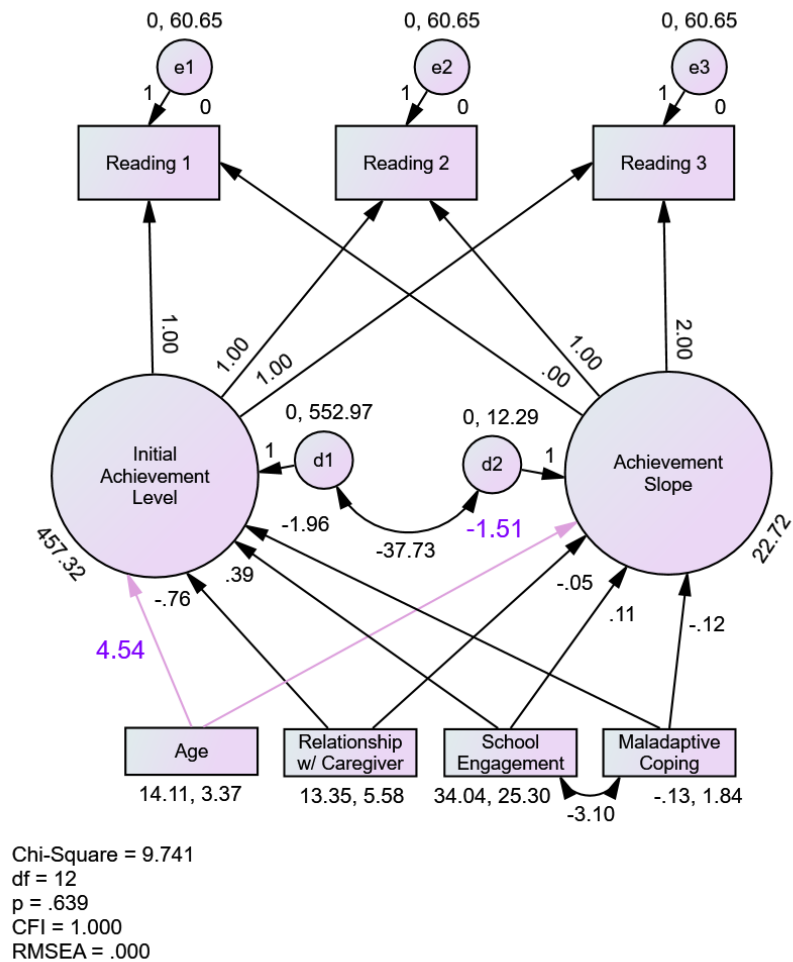 0, 60.65
0, 60.65
0, 60.65
e1
e2
e3
1
0
1
0
1
0
Reading 1
Reading 2
Reading 3
1.00
1.00
1.00
.00
1.00
2.00
Initial
Achievement
Level
457.32
1
0, 552.97
d1
0, 12.29
d2
1
Achievement
Slope
22.72
-37.73
-1.96
-1.51
.39
-.76
4.54
-.05
.11
-.12
Age
14.11, 3.37
Relationship
w/ Caregiver
13.35, 5.58
School
Engagement
34.04, 25.30
Maladaptive
Coping
-.13, 1.84
-3.10
Chi-Square = 9.741
df = 12
p = .639
CFI = 1.000
RMSEA = .000